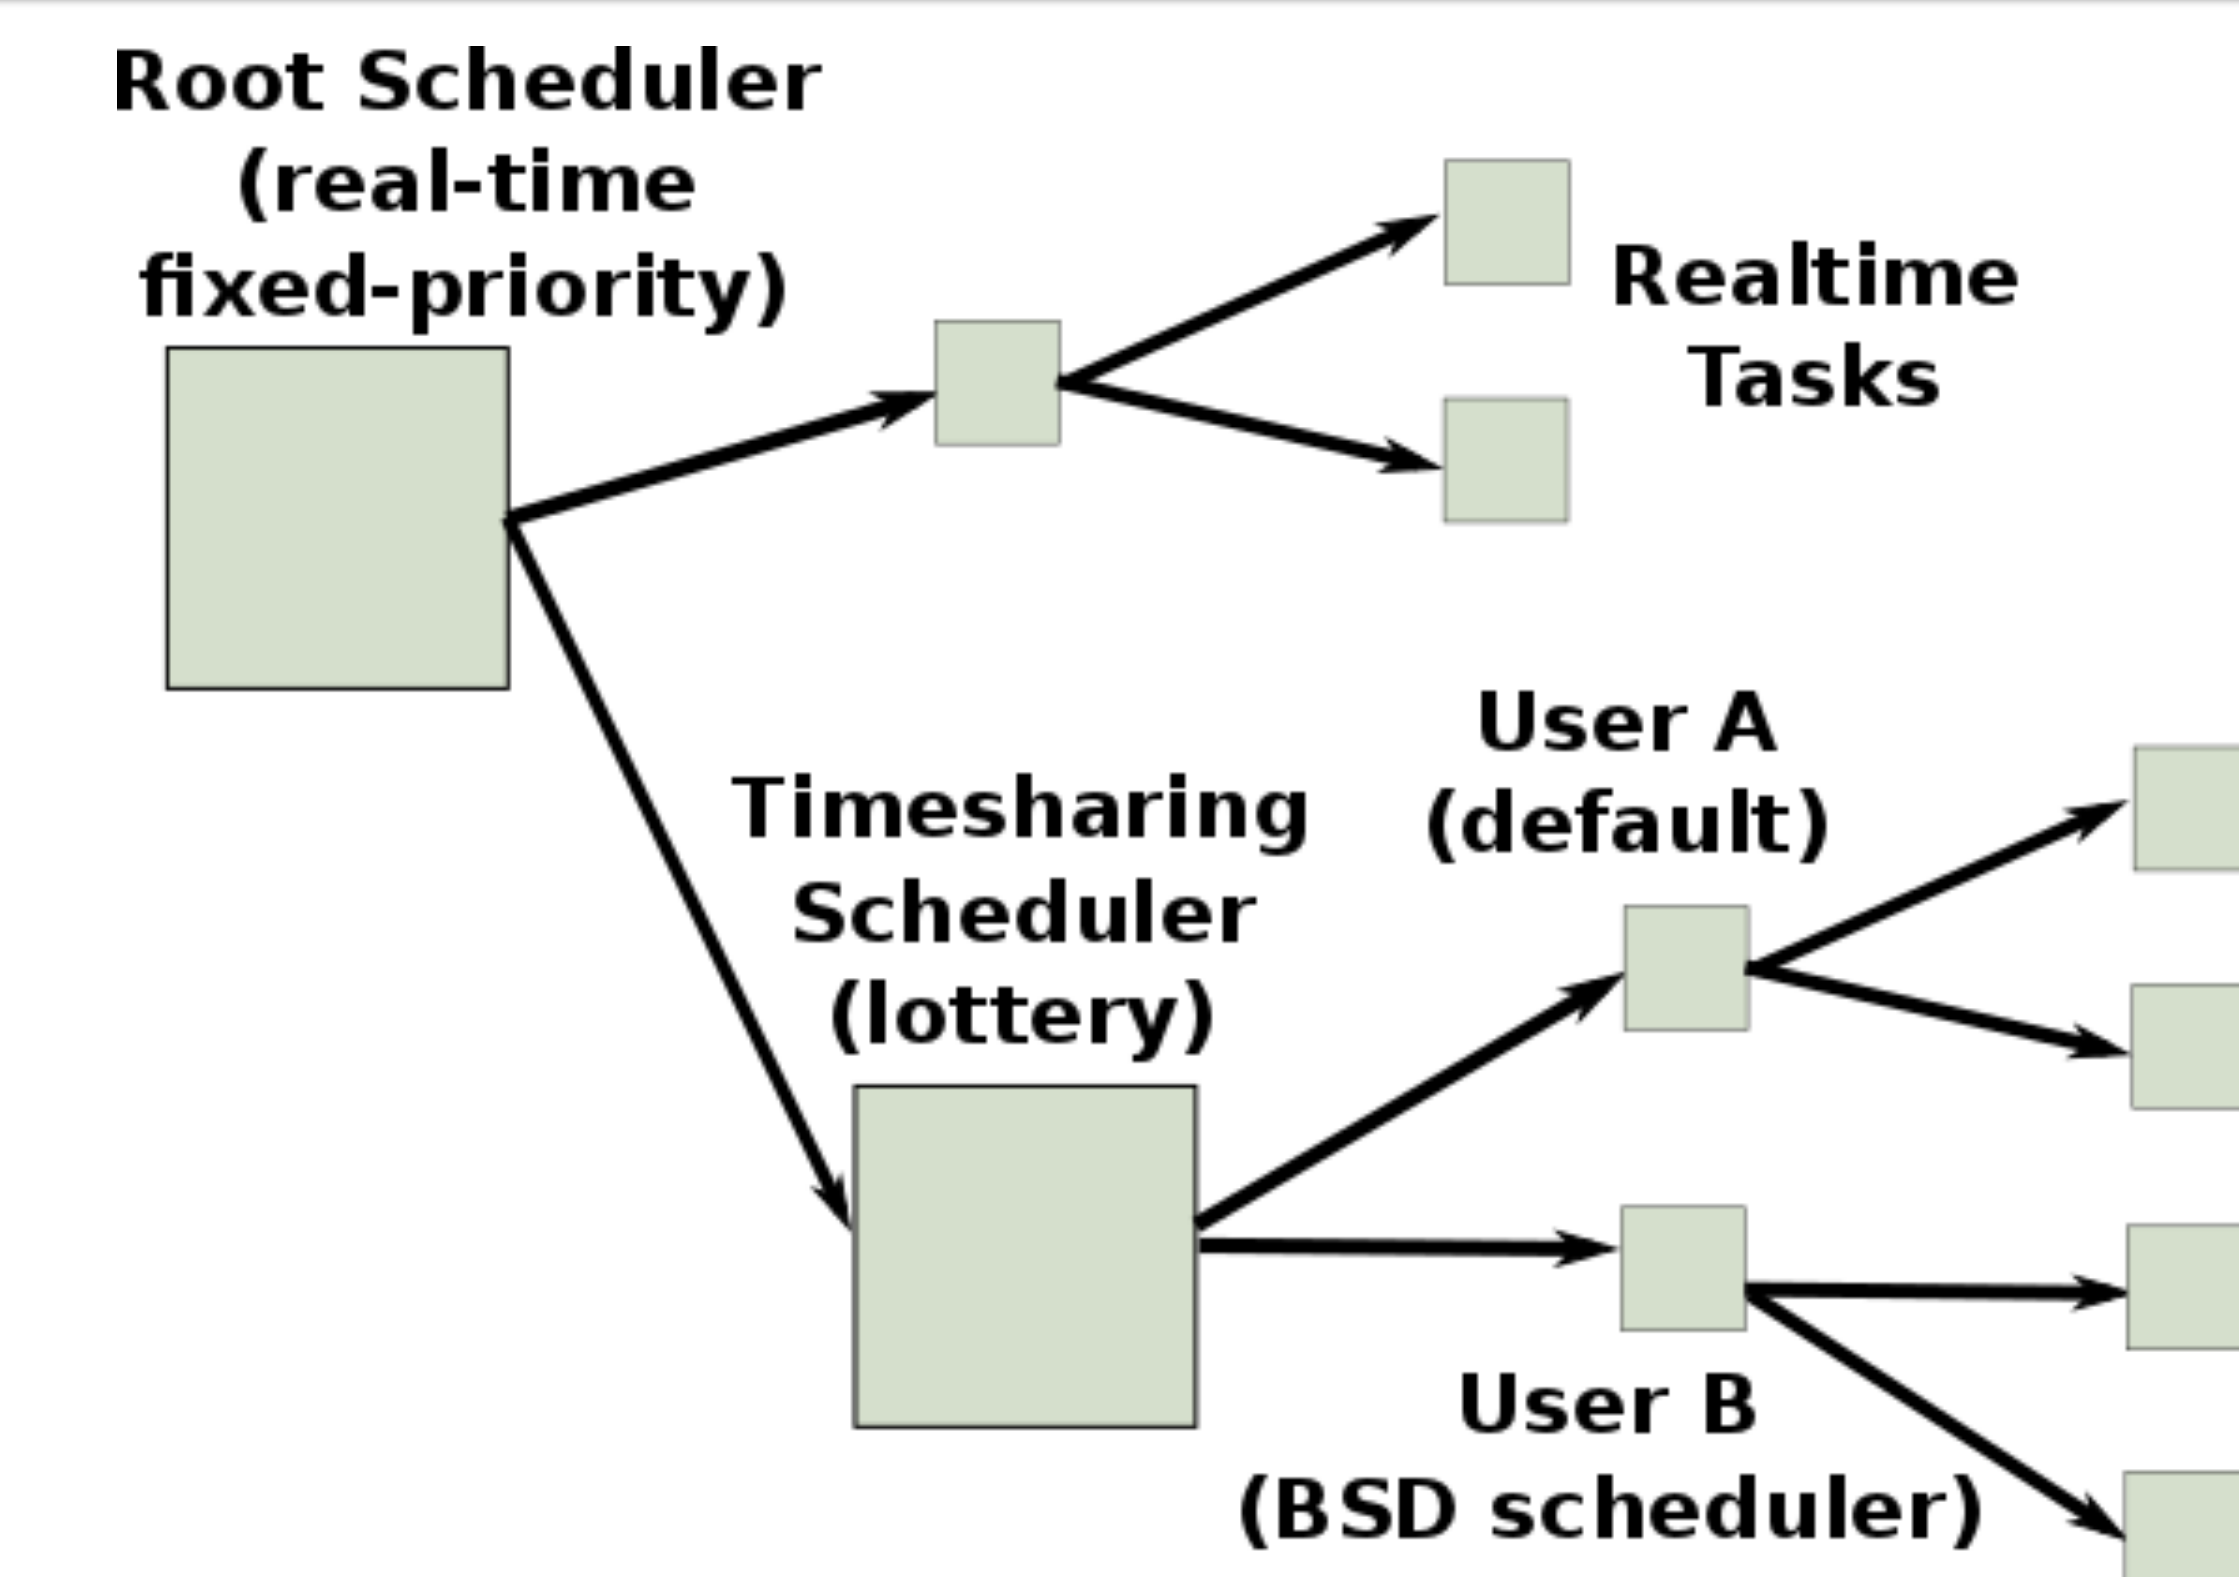 Root Scheduler
(real-time
fixed-priority)
Realtime
Tasks
Timesharing
Scheduler
(lottery)
User A
(default)
User B
(BSD scheduler)